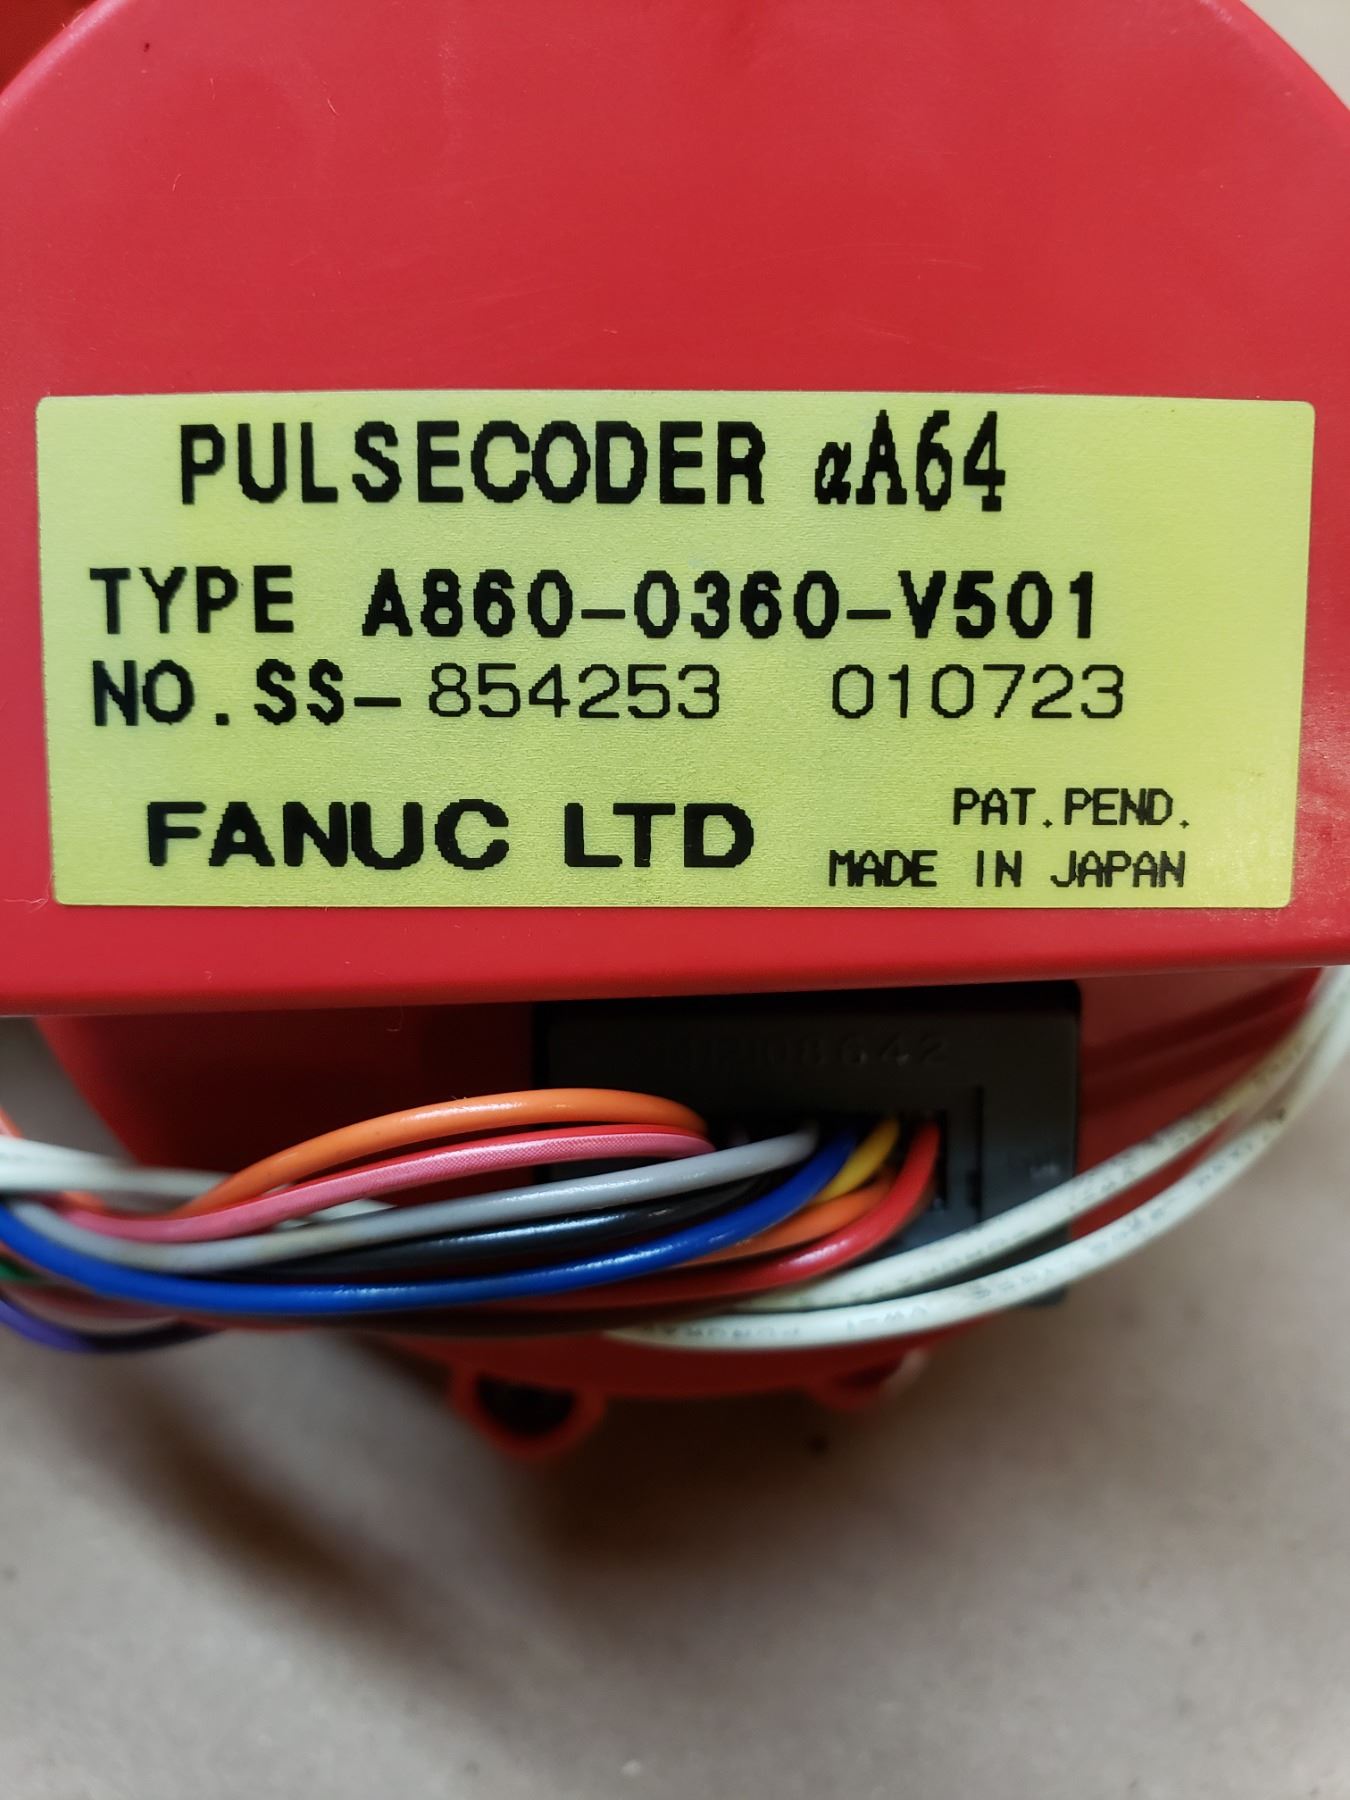 PULSECODER αA64
TYPE A860-0360-V501
NO.SS-854253 010723
FANUC LTD
PAT.PEND.
MADE IN JAPAN